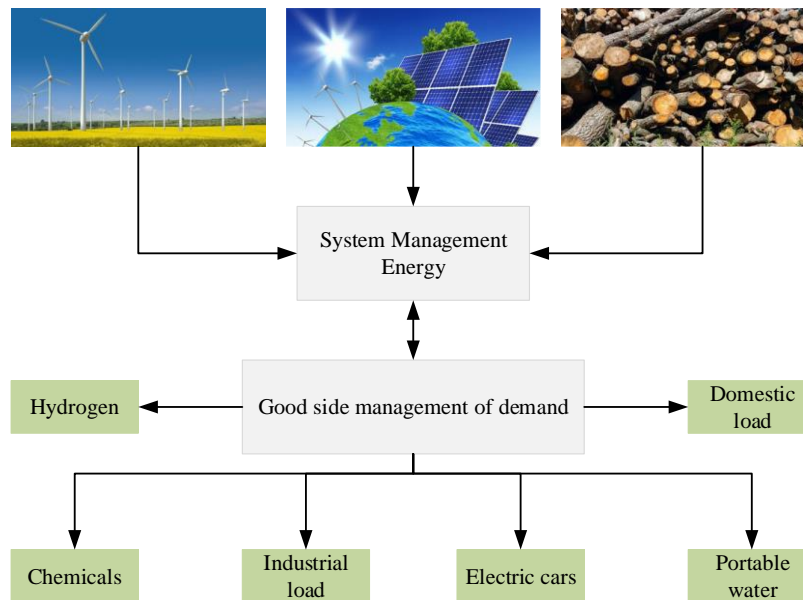 System Management
Energy
Good side management of demand
Hydrogen
Domestic
load
Chemicals
Industrial
load
Electric cars
Portable
water